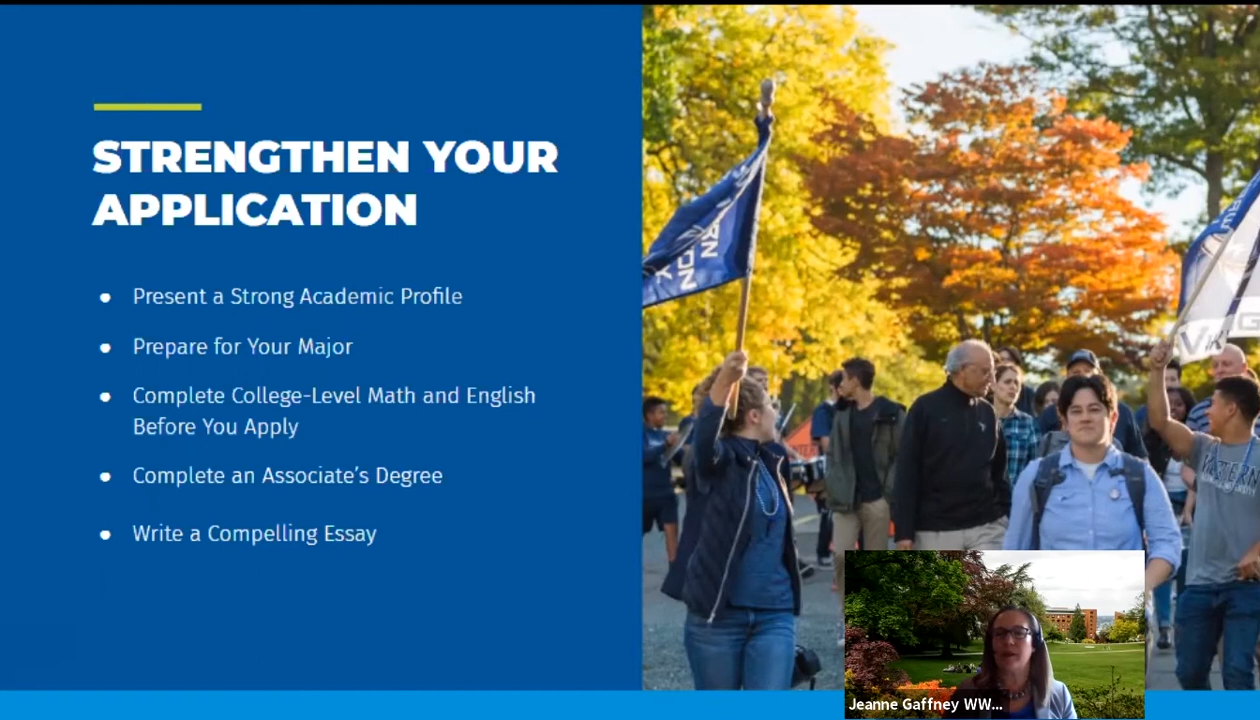 STRENGTHEN YOUR
APPLICATION
● Present a Strong Academic Profile
● Prepare for Your Major
● Complete College-Level Math and English
Before You Apply
● Complete an Associate's Degree
● Write a Compelling Essay
WESTERN
Jeanne Gaffney WW...